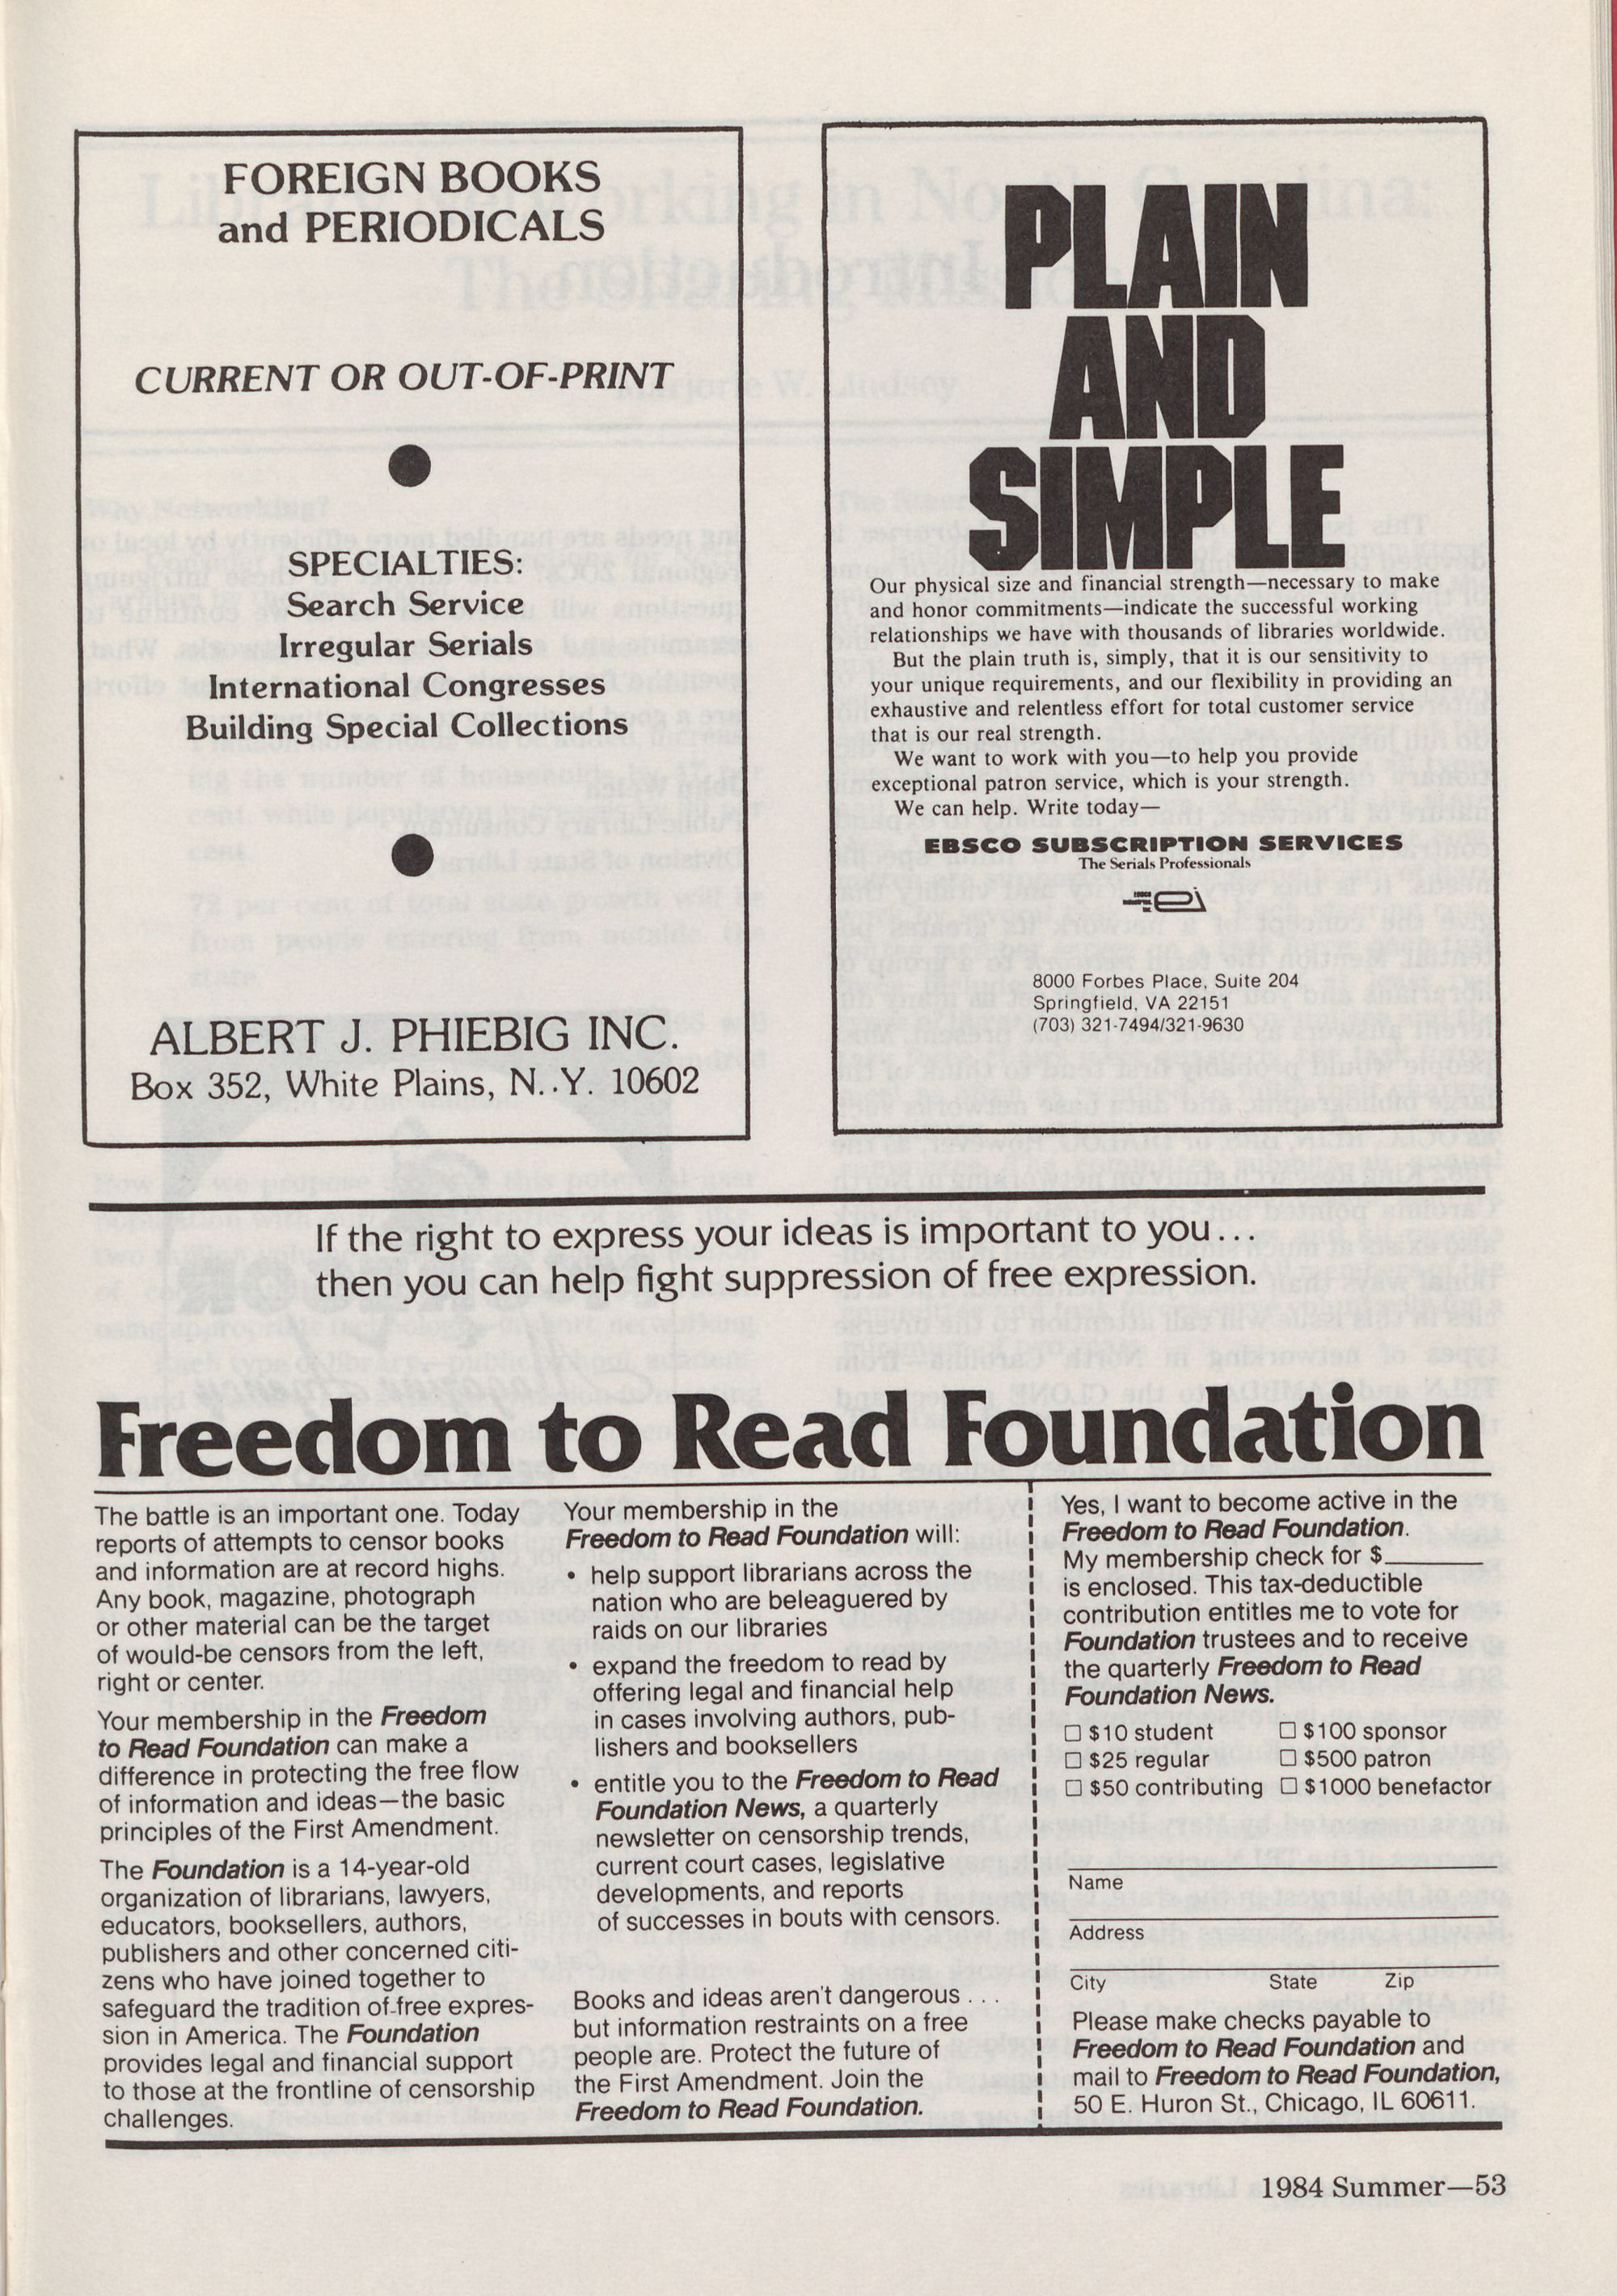 FOREIGN BOOKS
and PERIODICALS
CURRENT OR OUT-OF-PRINT
SPECIALTIES:
Search Service
Irregular Serials
International Congresses
Building Special Collections
ALBERT J. PHIEBIG INC.
Box 352, White Plains, N..Y. 10602
PLAIN
AND
SIMPLE
Our physical size and financial strength—necessary to make
and honor commitments—indicate the successful working
relationships we have with thousands of libraries worldwide.
But the plain truth is, simply, that it is our sensitivity to
your unique requirements, and our flexibility in providing an
exhaustive and relentless effort for total customer service
that is our real strength.
We want to work with you—to help you provide
exceptional patron service, which is your strength.
We can help. Write today—
EBSCO SUBSCRIPTION SERVICES
The Serials Professionals
8000 Forbes Place, Suite 204
Springfield, VA 22151
(703) 321-7494/321-9630
If the right to express your ideas is important to you...
then you can help fight suppression of free expression.
Freedom to Read Foundation
The battle is an important one. Today
reports of attempts to censor books
and information are at record highs.
Any book, magazine, photograph
or other material can be the target
of would-be censors from the left,
right or center.
Your membership in the Freedom
to Read Foundation can make a
difference in protecting the free flow
of information and ideas—the basic
principles of the First Amendment.
The Foundation is a 14-year-old
organization of librarians, lawyers,
educators, booksellers, authors,
publishers and other concerned citi-
zens who have joined together to
safeguard the tradition of free expres-
sion in America. The Foundation
provides legal and financial support
to those at the frontline of censorship
challenges.
Your membership in the
Freedom to Read Foundation will:
• help support librarians across the
nation who are beleaguered by
raids on our libraries
• expand the freedom to read by
offering legal and financial help
in cases involving authors, pub-
lishers and booksellers
• entitle you to the Freedom to Read
Foundation News, a quarterly
newsletter on censorship trends,
current court cases, legislative
developments, and reports
of successes in bouts with censors.
Books and ideas aren't dangerous . . .
but information restraints on a free
people are. Protect the future of
the First Amendment. Join the
Freedom to Read Foundation.
Yes, I want to become active in the
Freedom to Read Foundation.
My membership check for $______
is enclosed. This tax-deductible
contribution entitles me to vote for
Foundation trustees and to receive
the quarterly Freedom to Read
Foundation News.
☐ $10 student ☐ $100 sponsor
☐ $25 regular ☐ $500 patron
☐ $50 contributing ☐ $1000 benefactor
Name
Address
City State Zip
Please make checks payable to
Freedom to Read Foundation and
mail to Freedom to Read Foundation,
50 E. Huron St., Chicago, IL 60611.
1984 Summer—53